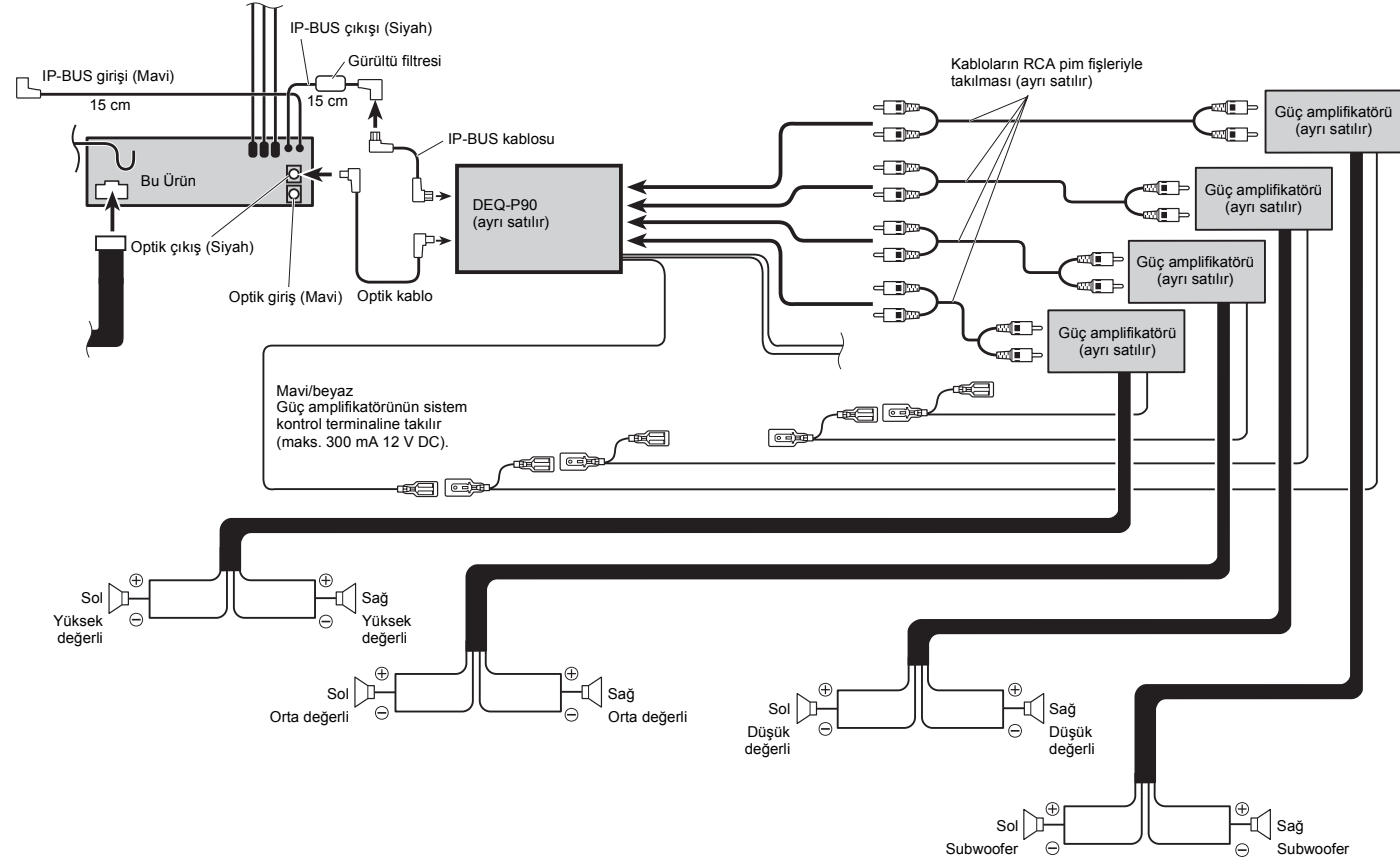 IP-BUS çıkışı (Siyah)
Gürültü filtresi
IP-BUS girişi (Mavi)
15 cm
15 cm
Kabloların RCA pim fişleriyle
takılması (ayrı satılır)
Güç amplifikatörü
(ayrı satılır)
IP-BUS kablosu
Bu Ürün
DEQ-P90
(ayrı satılır)
Güç amplifikatörü
(ayrı satılır)
Optik çıkış (Siyah)
Güç amplifikatörü
(ayrı satılır)
Optik giriş (Mavi)
Optik kablo
Güç amplifikatörü
(ayrı satılır)
Mavi/beyaz
Güç amplifikatörünün sistem
kontrol terminaline takılır
(maks. 300 mA 12 V DC).
Sol
Yüksek
değerli
Sağ
Yüksek
değerli
Sol
Orta değerli
Sağ
Orta değerli
Sol
Düşük
değerli
Sağ
Düşük
değerli
Sol
Subwoofer
Sağ
Subwoofer